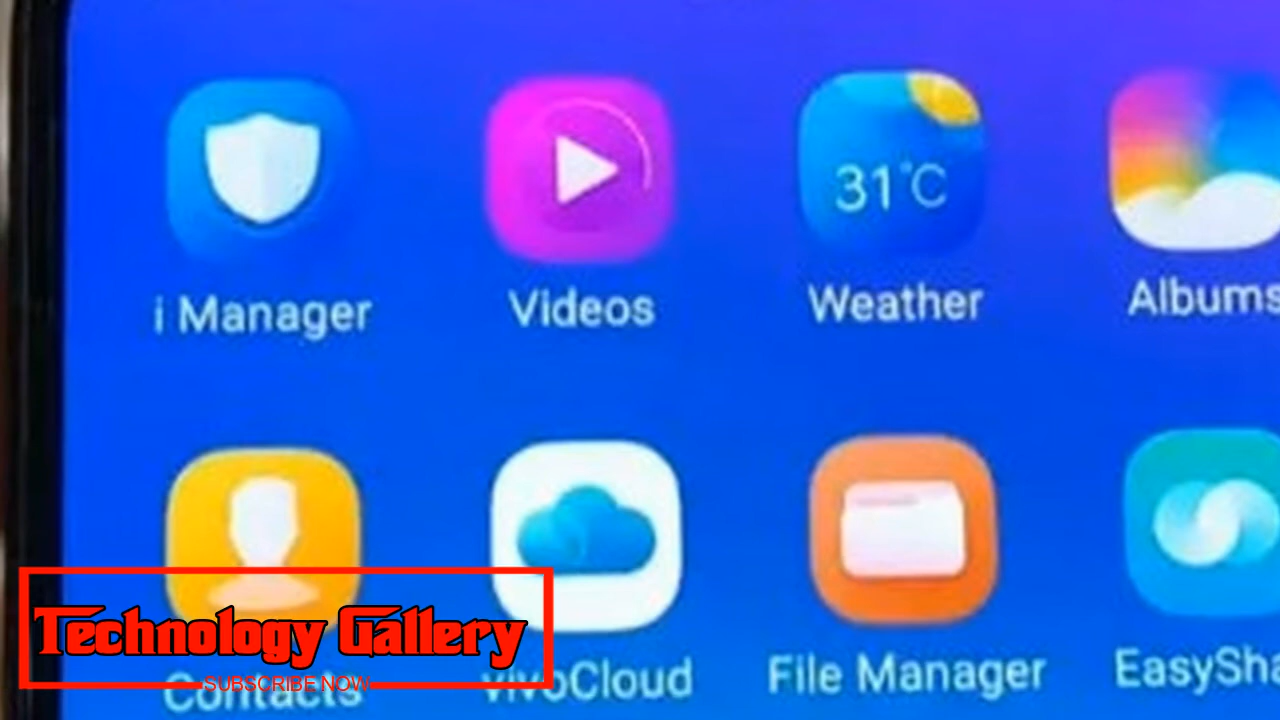 31°C
i Manager
Videos
Weather
Albums
Technology Gallery
SUBSCRIBE NOW
Contacts
vivoCloud
File Manager
EasySha